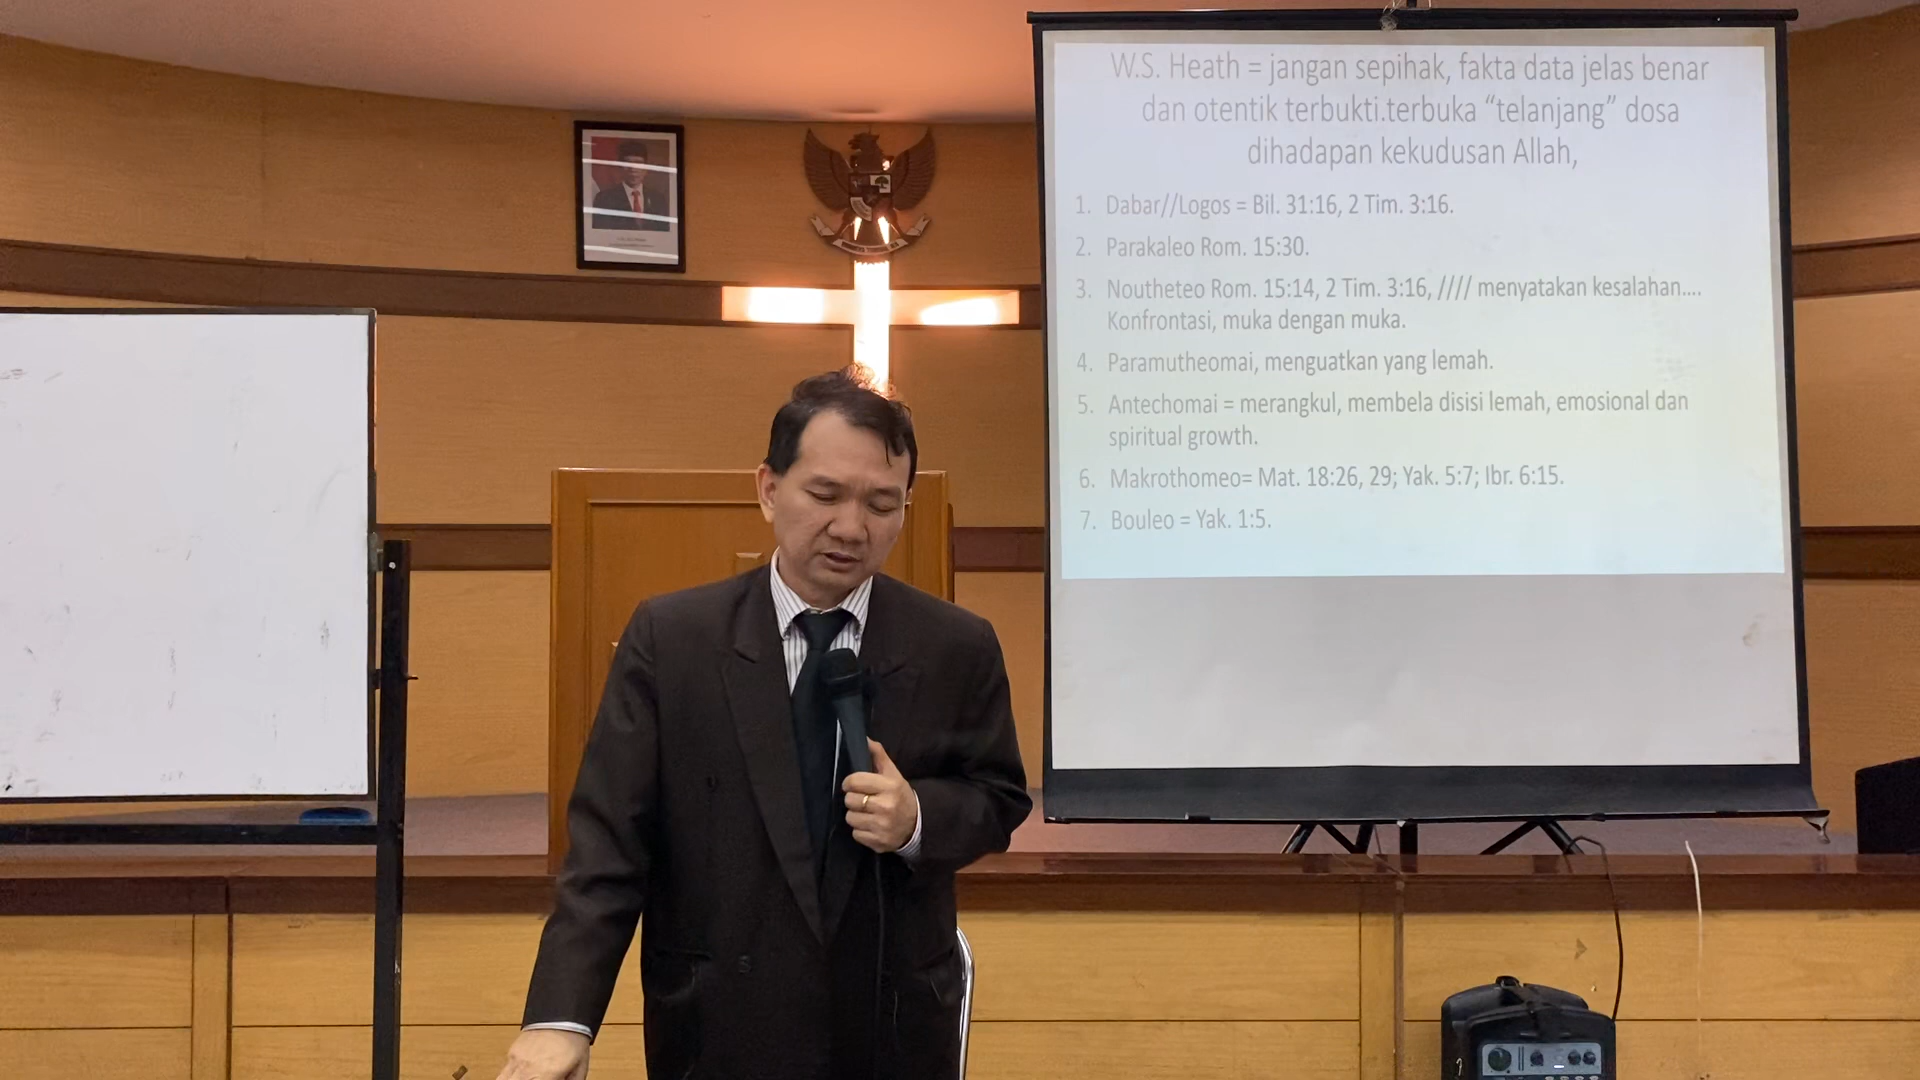 W.S. Heath = jangan sepihak, fakta data jelas benar
dan otentik terbukti.terbuka “telanjang” dosa
dihadapan kekudusan Allah,
1. Dabar//Logos = Bil. 31:16, 2 Tim. 3:16.
2. Parakaleo Rom. 15:30.
3. Noutheteo Rom. 15:14, 2 Tim. 3:16, //// menyatakan kesalahan....
Konfrontasi, muka dengan muka.
4. Paramutheomai, menguatkan yang lemah.
5. Antechomai = merangkul, membela disisi lemah, emosional dan
spiritual growth.
6. Makrothomeo= Mat. 18:26, 29; Yak. 5:7; Ibr. 6:15.
7. Bouleo = Yak. 1:5.